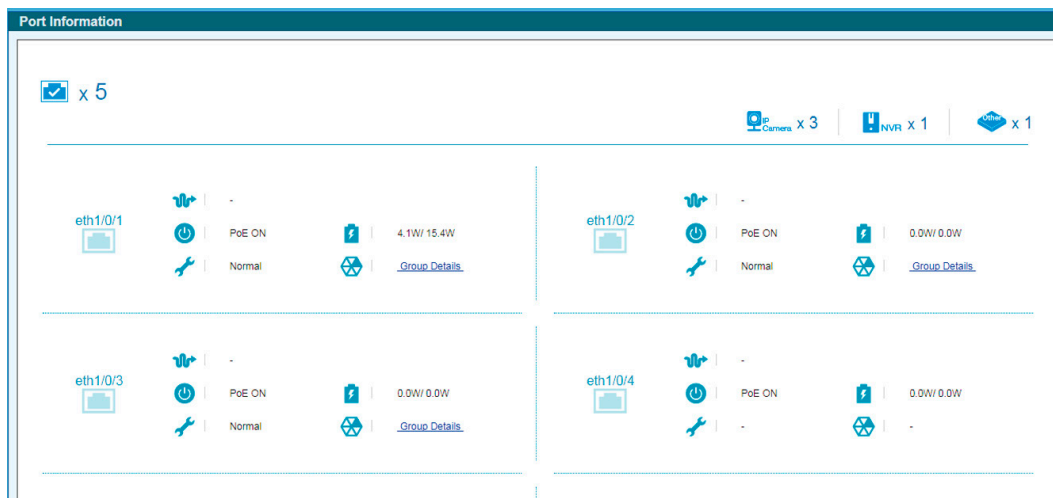 Port Information
x 5
IP Camera x 3 NVR x 1 Other x 1
eth1/0/1
-
PoE ON 4.1W/ 15.4W
Normal Group Details
eth1/0/2
-
PoE ON 0.0W/ 0.0W
Normal Group Details
eth1/0/3
-
PoE ON 0.0W/ 0.0W
Normal Group Details
eth1/0/4
-
PoE ON 0.0W/ 0.0W
- -